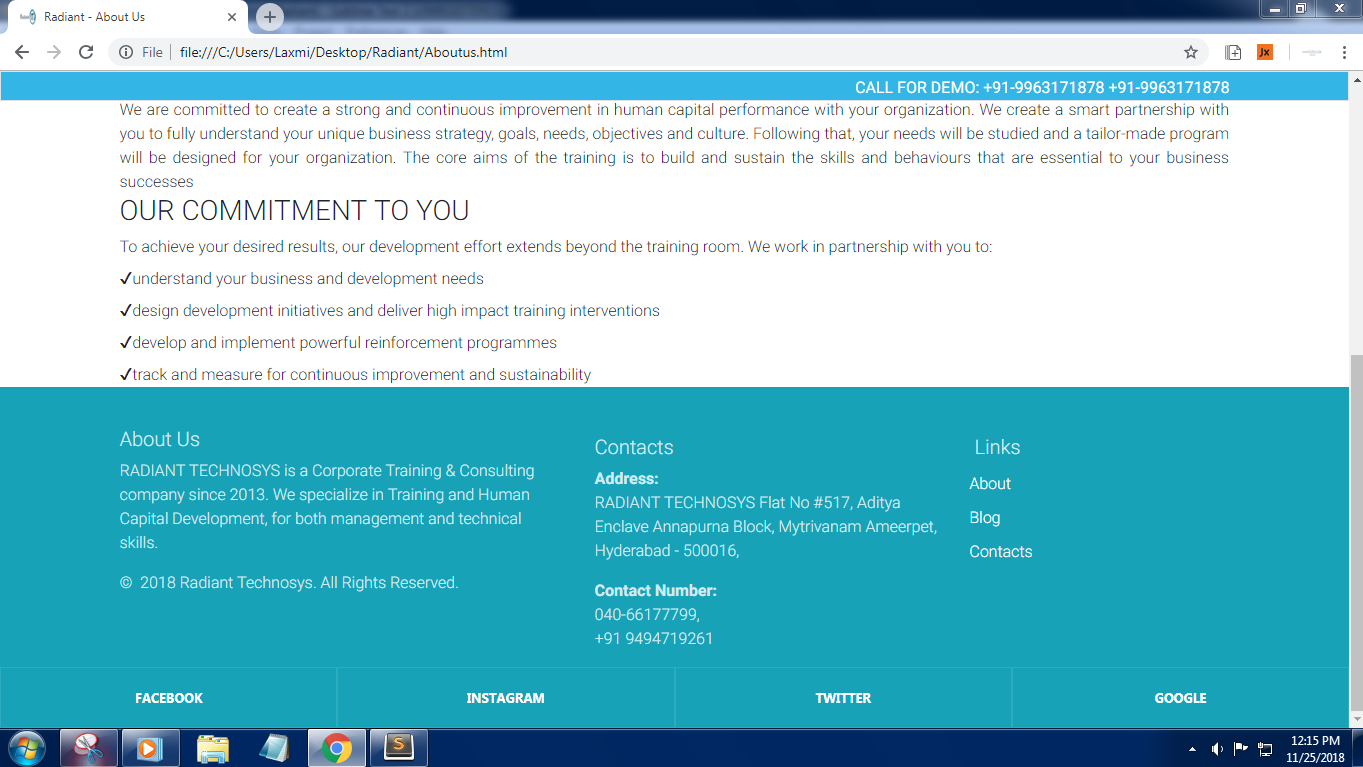 Radiant - About Us
File file:///C:/Users/Laxmi/Desktop/Radiant/Aboutus.html
Jx
CALL FOR DEMO: +91-9963171878 +91-9963171878
We are committed to create a strong and continuous improvement in human capital performance with your organization. We create a smart partnership with
you to fully understand your unique business strategy, goals, needs, objectives and culture. Following that, your needs will be studied and a tailor-made program
will be designed for your organization. The core aims of the training is to build and sustain the skills and behaviours that are essential to your business
successes
OUR COMMITMENT TO YOU
To achieve your desired results, our development effort extends beyond the training room. We work in partnership with you to:
✓understand your business and development needs
✓design development initiatives and deliver high impact training interventions
✓develop and implement powerful reinforcement programmes
✓track and measure for continuous improvement and sustainability
About Us
RADIANT TECHNOSYS is a Corporate Training & Consulting
company since 2013. We specialize in Training and Human
Capital Development, for both management and technical
skills.
© 2018 Radiant Technosys. All Rights Reserved.
Contacts
Address:
RADIANT TECHNOSYS Flat No #517, Aditya
Enclave Annapurna Block, Mytrivanam Ameerpet,
Hyderabad - 500016,
Contact Number:
040-66177799,
+91 9494719261
Links
About
Blog
Contacts
FACEBOOK
INSTAGRAM
TWITTER
GOOGLE
S
12:15 PM
11/25/2018